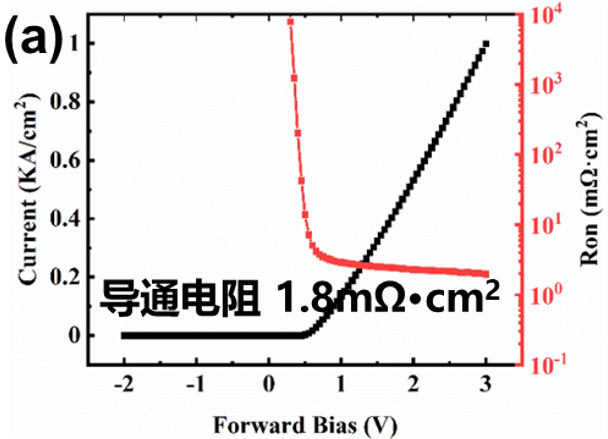 (a)
Current (KA/cm²)
1
0.8
0.6
0.4
0.2
0
10⁴
10³
10²
10¹
10⁰
10⁻¹
Ron (mΩ·cm²)
导通电阻 1.8mΩ•cm²
-2 -1 0 1 2 3
Forward Bias (V)